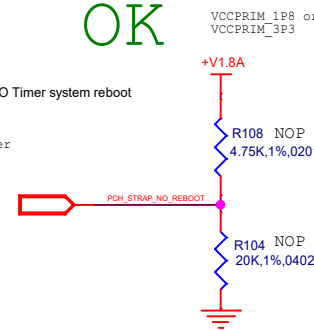 OK
VCCPRIM_1P8 or
VCCPRIM_3P3
+V1.8A
O Timer system reboot
er
R108 NOP
4.75K,1%,020
PCH_STRAP_NO_REBOOT
R104 NOP
20K,1%,0402